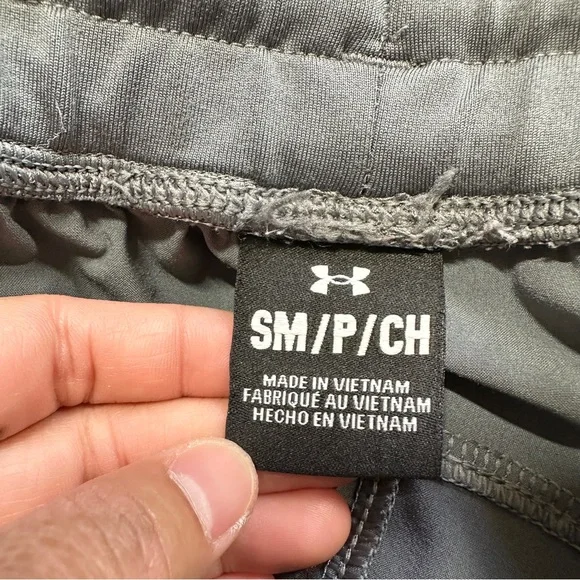 SM/P/CH
MADE IN VIETNAM
FABRIQUÉ AU VIETNAM
HECHO EN VIETNAM